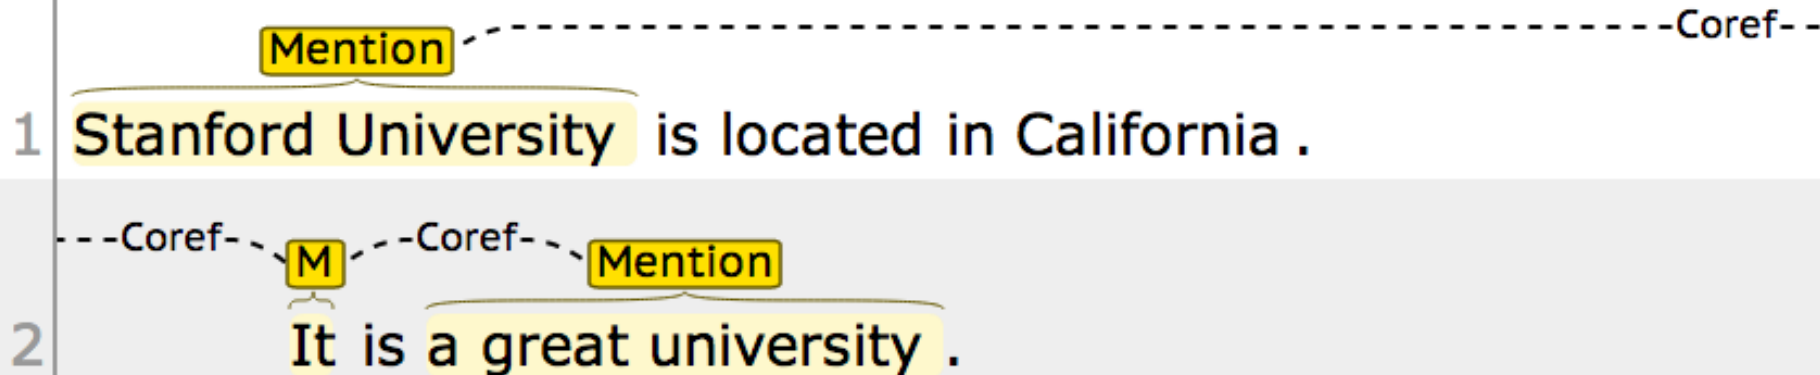 Mention -Coref-
1 Stanford University is located in California .
-Coref- M -Coref- Mention
2 It is a great university .